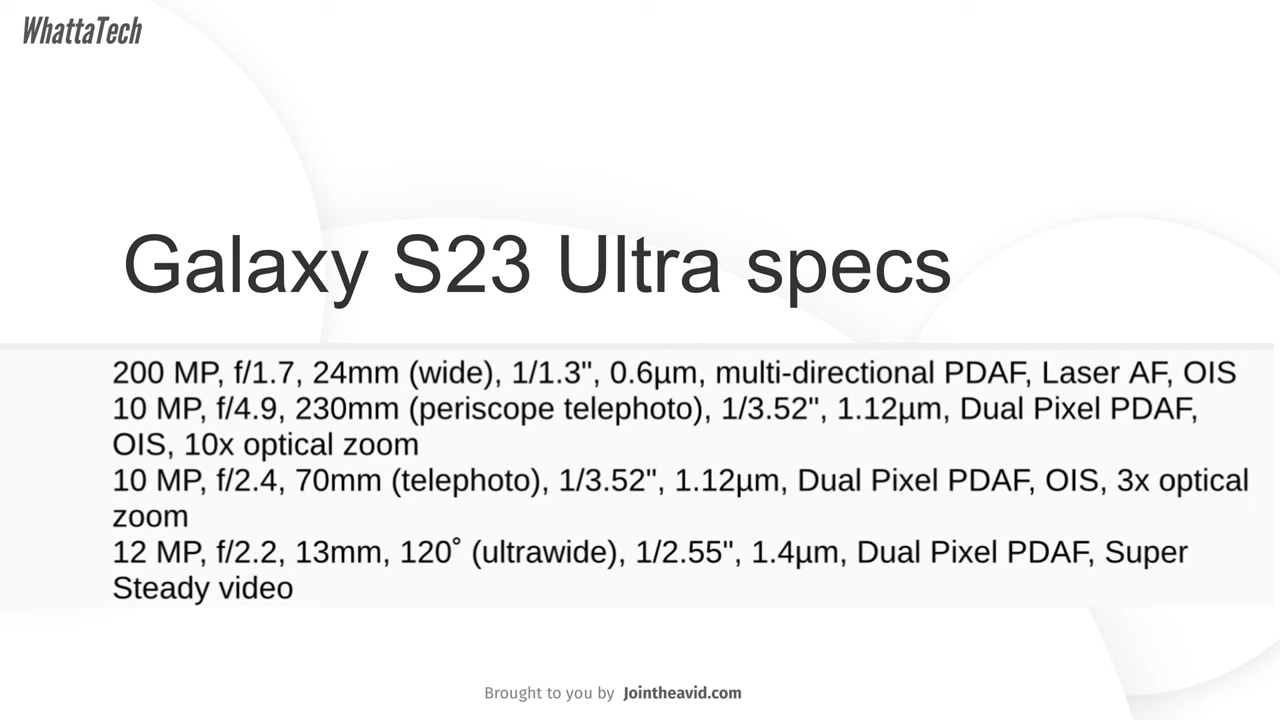 WhattaTech
Galaxy S23 Ultra specs
200 MP, f/1.7, 24mm (wide), 1/1.3", 0.6µm, multi-directional PDAF, Laser AF, OIS
10 MP, f/4.9, 230mm (periscope telephoto), 1/3.52", 1.12µm, Dual Pixel PDAF,
OIS, 10x optical zoom
10 MP, f/2.4, 70mm (telephoto), 1/3.52", 1.12µm, Dual Pixel PDAF, OIS, 3x optical
zoom
12 MP, f/2.2, 13mm, 120˚ (ultrawide), 1/2.55", 1.4µm, Dual Pixel PDAF, Super
Steady video
Brought to you by Jointheavid.com